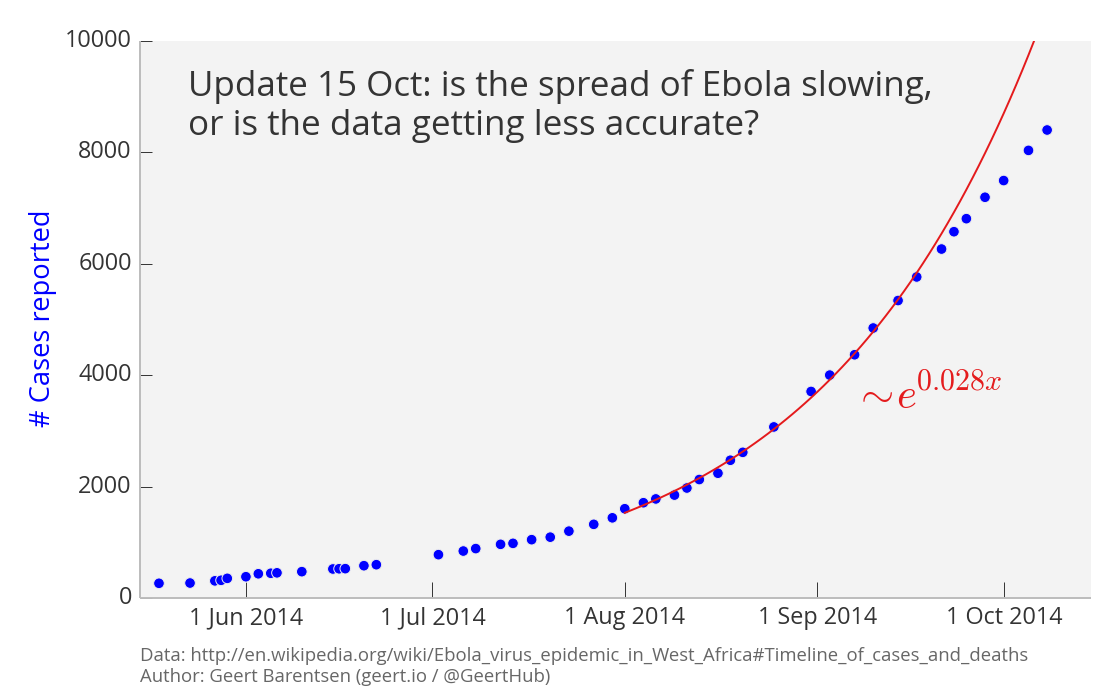 10000
Update 15 Oct: is the spread of Ebola slowing,
or is the data getting less accurate?
8000
6000
# Cases reported
4000
~e^0.028x
2000
0
1 Jun 2014 1 Jul 2014 1 Aug 2014 1 Sep 2014 1 Oct 2014
Data: http://en.wikipedia.org/wiki/Ebola_virus_epidemic_in_West_Africa#Timeline_of_cases_and_deaths
Author: Geert Barentsen (geert.io / @GeertHub)